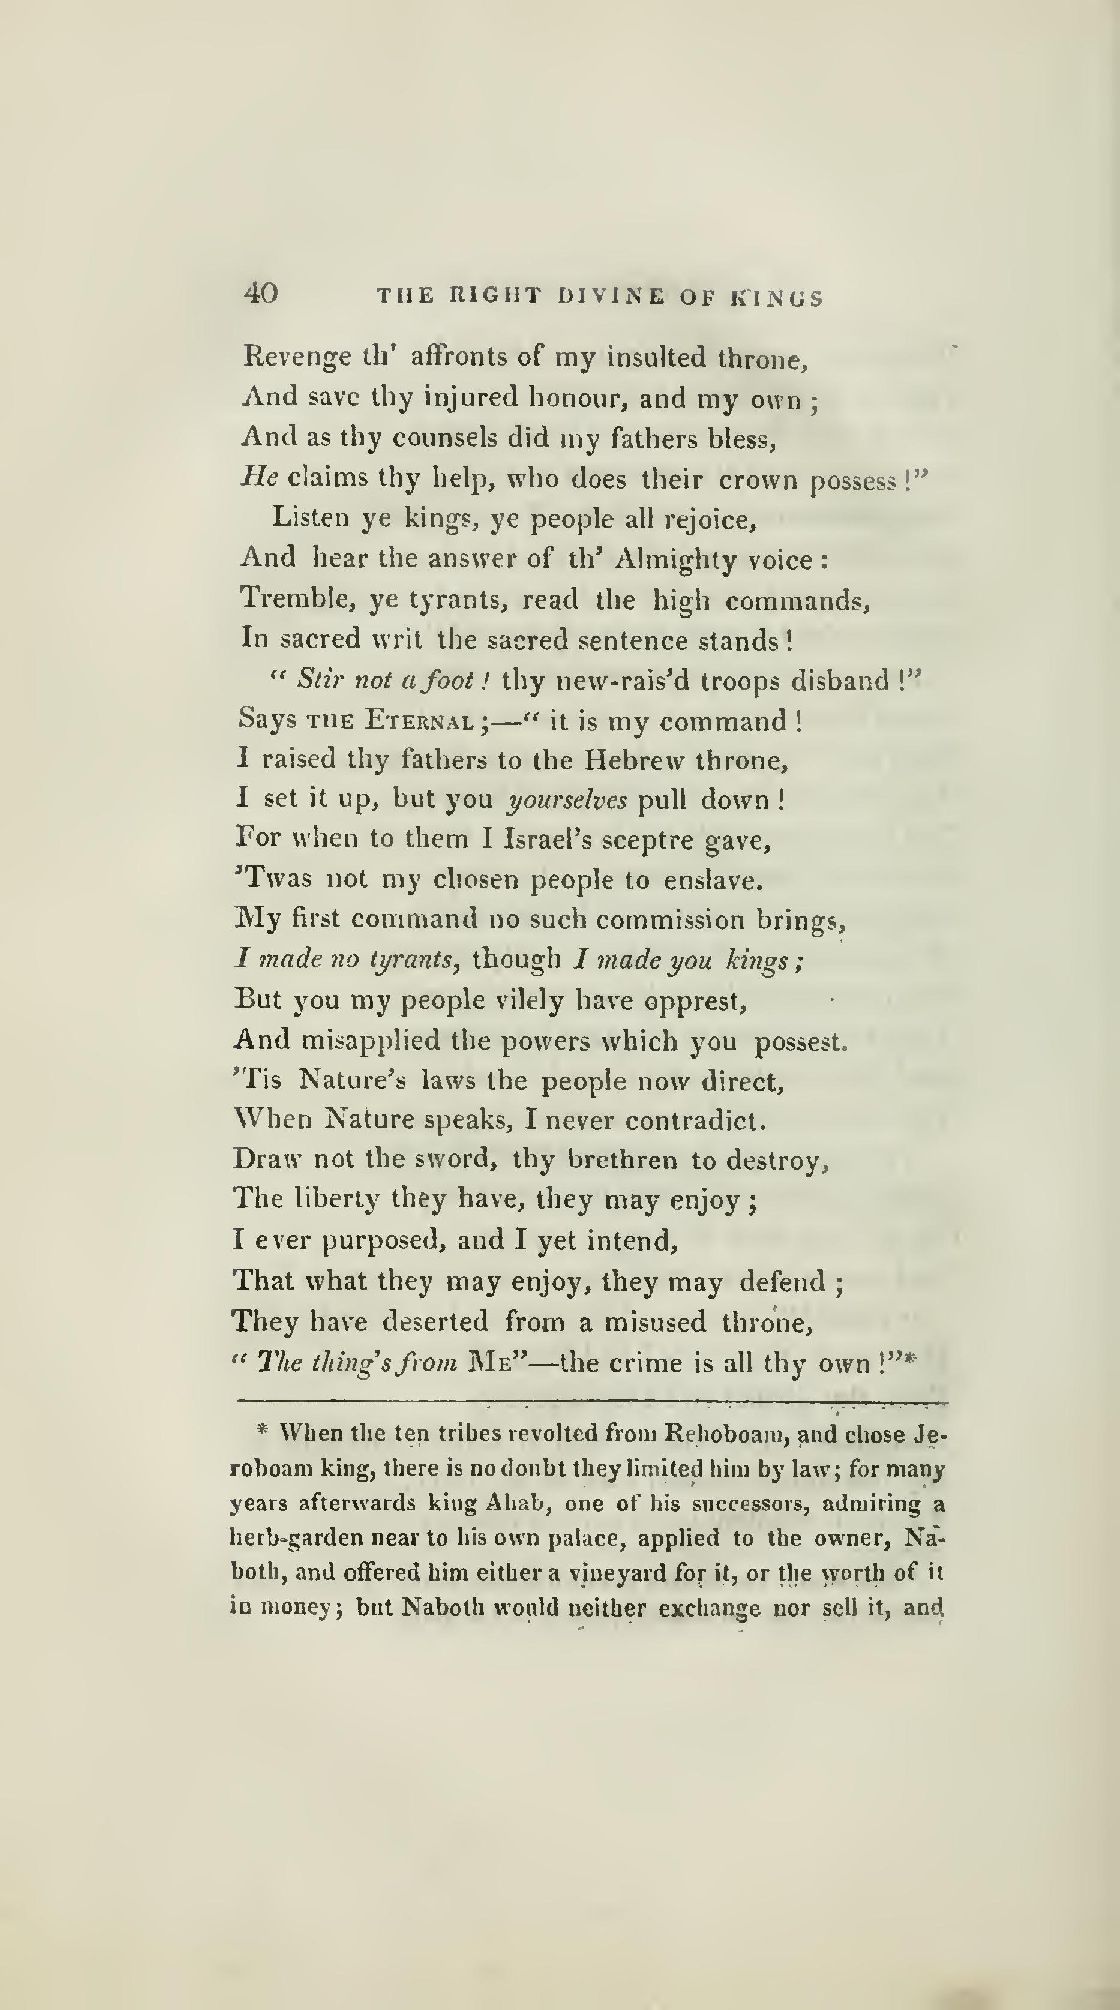 40 THE RIGHT DIVINE OF KINGS
Revenge th' affronts of my insulted throne,
And save thy injured honour, and my own ;
And as thy counsels did my fathers bless,
He claims thy help, who does their crown possess !"
Listen ye kings, ye people all rejoice,
And hear the answer of th' Almighty voice :
Tremble, ye tyrants, read the high commands,
In sacred writ the sacred sentence stands !
" Stir not a foot ! thy new-rais'd troops disband !"
Says THE ETERNAL ;—" it is my command !
I raised thy fathers to the Hebrew throne,
I set it up, but you yourselves pull down !
For when to them I Israel's sceptre gave,
'Twas not my chosen people to enslave.
My first command no such commission brings,
I made no tyrants, though I made you kings ;
But you my people vilely have opprest,
And misapplied the powers which you possest.
'Tis Nature's laws the people now direct,
When Nature speaks, I never contradict.
Draw not the sword, thy brethren to destroy,
The liberty they have, they may enjoy ;
I ever purposed, and I yet intend,
That what they may enjoy, they may defend ;
They have deserted from a misused throne,
" The thing's from ME"—the crime is all thy own !"*
* When the ten tribes revolted from Rehoboam, and chose Je-
roboam king, there is no doubt they limited him by law ; for many
years afterwards king Ahab, one of his successors, admiring a
herb-garden near to his own palace, applied to the owner, Na-
both, and offered him either a vineyard for it, or the worth of it
in money ; but Naboth would neither exchange nor sell it, and